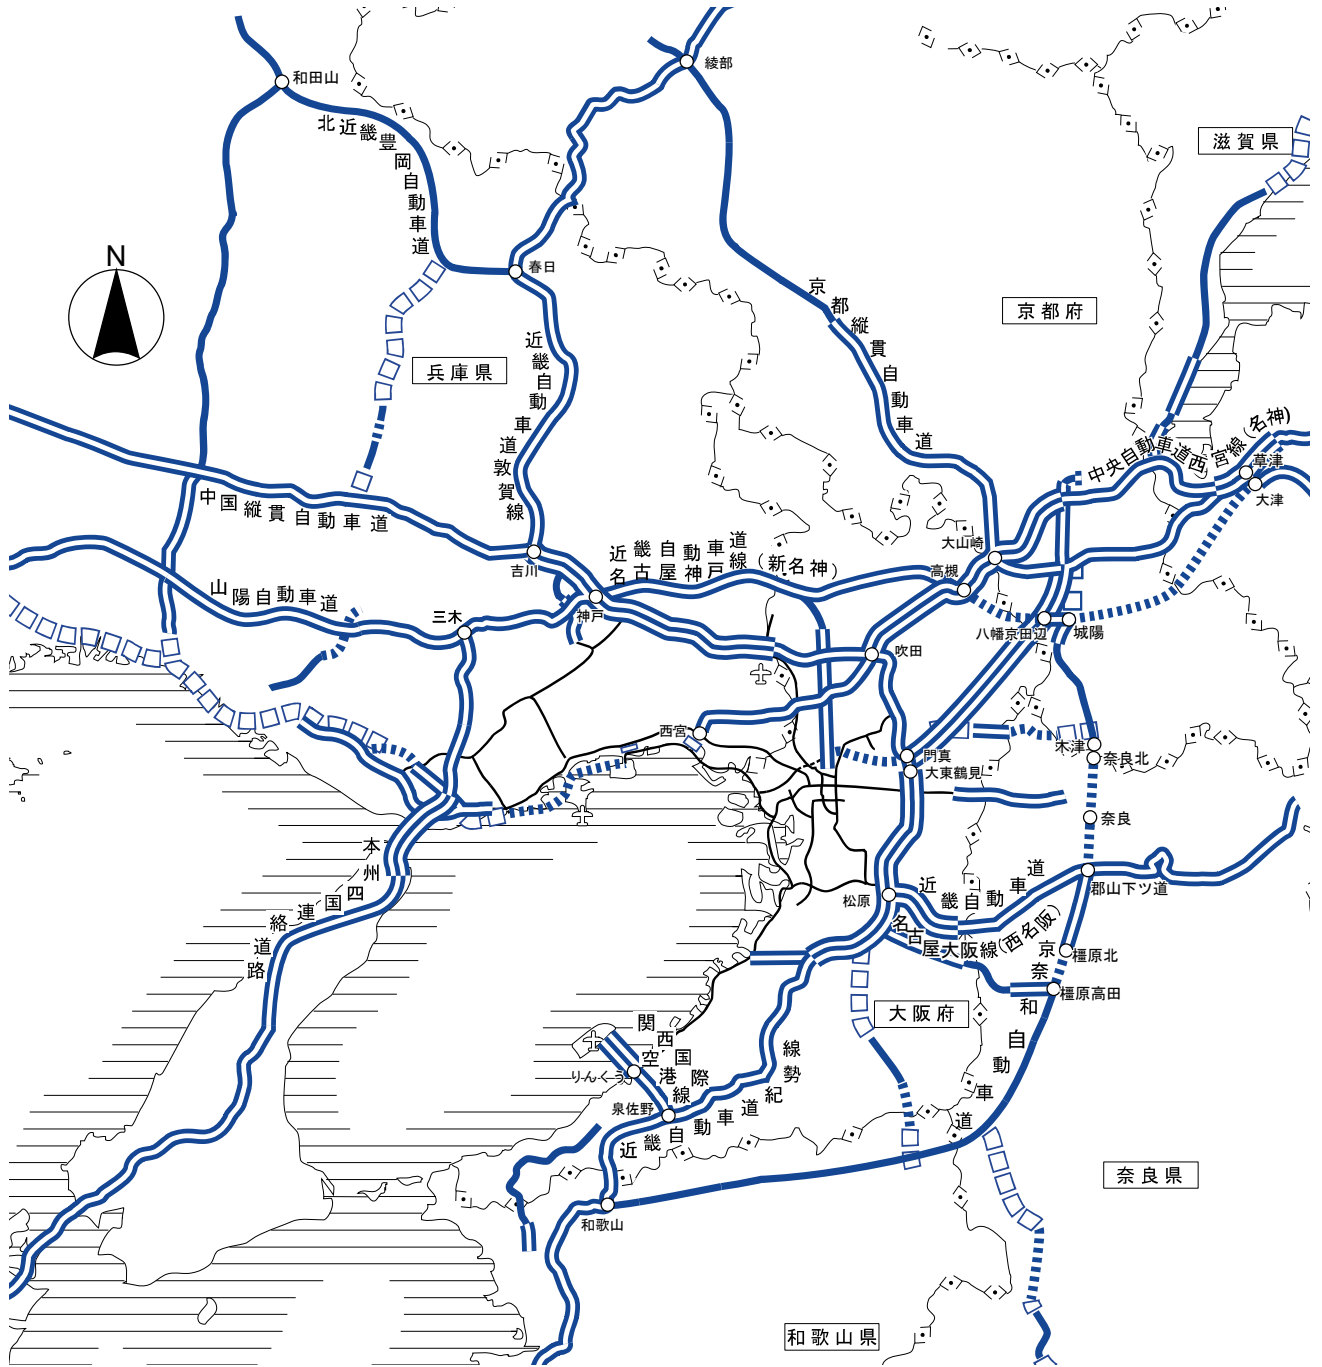 綾部
和田山
北近畿豊岡自動車道
滋賀県
N
春日
京都府
京都縦貫自動車道
兵庫県
近畿自動車道敦賀線
中央自動車道西宮線(名神)
草津
大津
中国縦貫自動車道
吉川
近畿自動車道
名古屋神戸線(新名神)
大山崎
高槻
山陽自動車道
三木
神戸
八幡京田辺
城陽
吹田
西宮
木津
門真
奈良北
大東鶴見
奈良
本州四国連絡道路
近畿自動車道
名古屋大阪線(西名阪)
郡山下ツ道
松原
橿原北
橿原高田
京奈和自動車道
大阪府
関西国際空港線
りんくう
泉佐野
近畿自動車道紀勢線
奈良県
和歌山
和歌山県